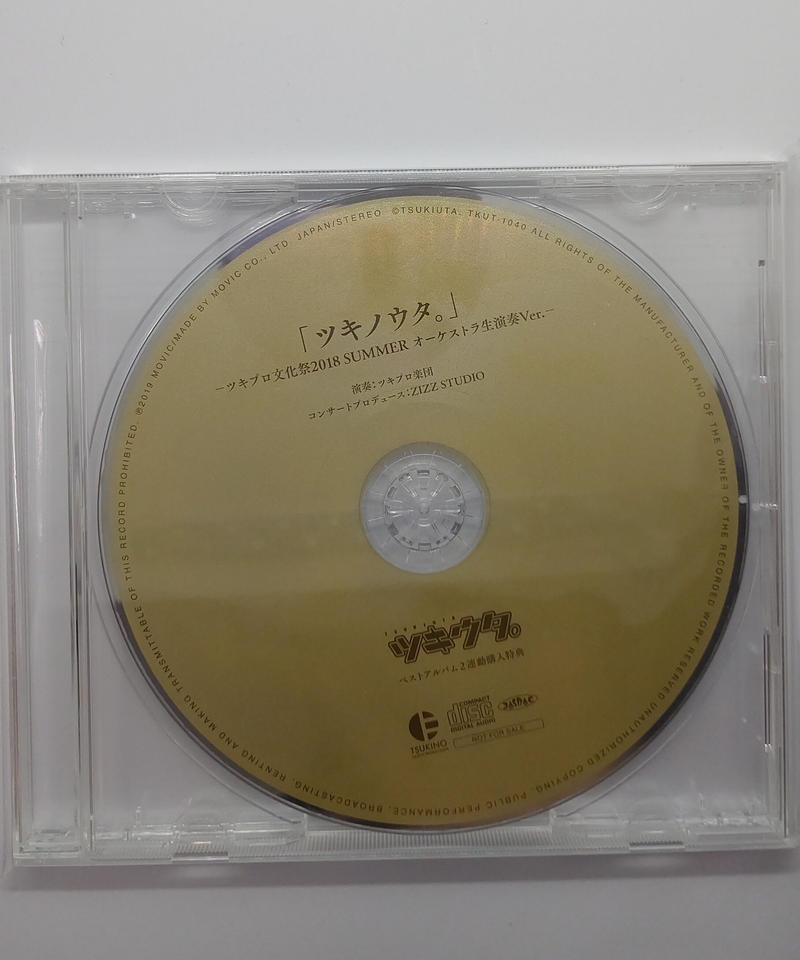 ℗2019 MOVIC/MADE BY MOVIC CO., LTD. JAPAN/STEREO ©TSUKIUTA. TKUT-1040 ALL RIGHTS OF THE MANUFACTURER AND OF THE OWNER OF THE RECORDED WORK RESERVED UNAUTHORIZED COPYING, PUBLIC PERFORMANCE, BROADCASTING, RENTING AND MAKING TRANSMITTABLE OF THIS RECORD PROHIBITED.
「ツキノウタ。」
−ツキプロ文化祭2018 SUMMER オーケストラ生演奏Ver.−
演奏:ツキプロ楽団
コンサートプロデュース:ZIZZ STUDIO
TSUKIUTA
ツキウタ。
ベストアルバム2連動購入特典
COMPACT
disc
DIGITAL AUDIO
JASRAC
TSUKINO
NOT FOR SALE